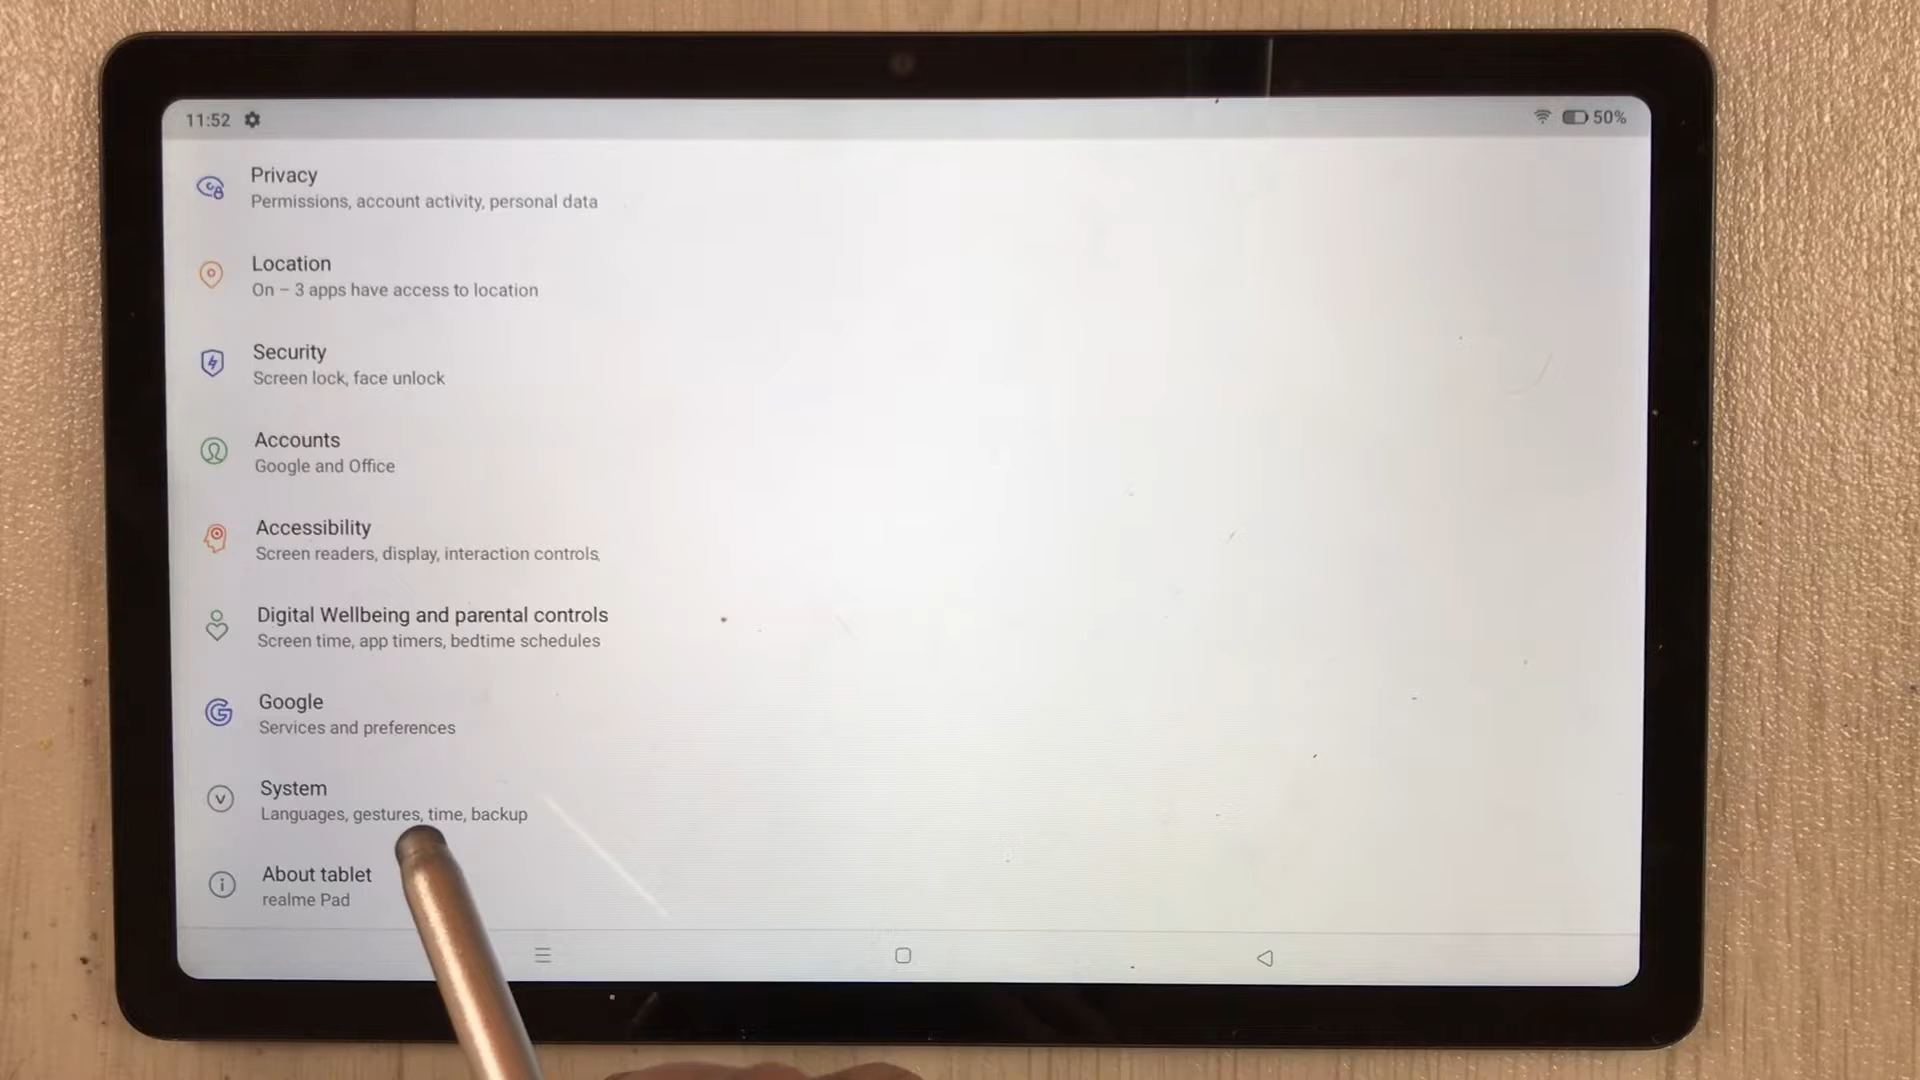 11:52
50%
Privacy
Permissions, account activity, personal data
Location
On – 3 apps have access to location
Security
Screen lock, face unlock
Accounts
Google and Office
Accessibility
Screen readers, display, interaction controls
Digital Wellbeing and parental controls
Screen time, app timers, bedtime schedules
Google
Services and preferences
System
Languages, gestures, time, backup
About tablet
realme Pad